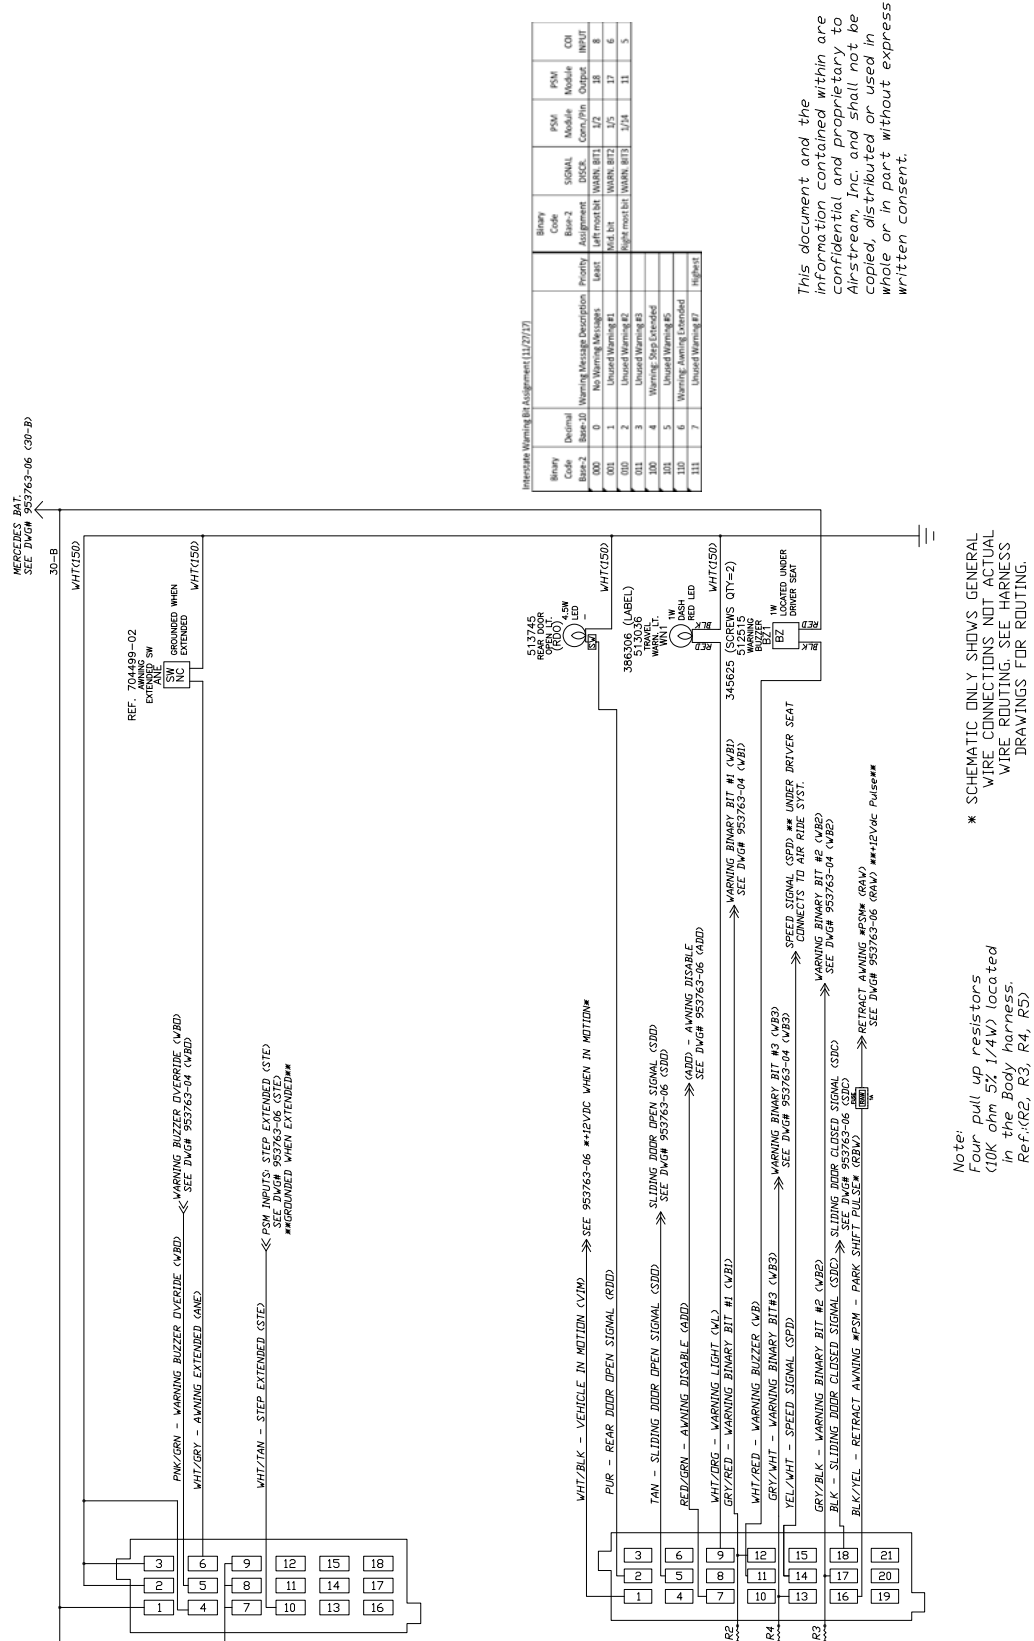 MERCEDES BAT.
SEE DWG# 953763-06 (30-B)
30-B
WHT(150)
REF. 704499-02
AWNING
EXTENDED SW
ANE
SW
NC
GROUNDED WHEN
EXTENDED
WHT(150)
PNK/GRN - WARNING BUZZER OVERIDE (WBO)
WARNING BUZZER OVERRIDE (WBO)
SEE DWG# 953763-04 (WBO)
WHT/GRY - AWNING EXTENDED (ANE)
WHT/TAN - STEP EXTENDED (STE)
PSM INPUTS: STEP EXTENDED (STE)
SEE DWG# 953763-06 (STE)
**GROUNDED WHEN EXTENDED**
3 6 9 12 15 18
2 5 8 11 14 17
1 4 7 10 13 16
Interstate Warning Bit Assignment (11/27/17)
Binary Code Base-2 Decimal Base-10 Warning Message Description Priority
000 0 No Warning Messages Least
001 1 Unused Warning #1
010 2 Unused Warning #2
011 3 Unused Warning #3
100 4 Warning: Step Extended
101 5 Unused Warning #5
110 6 Warning: Awning Extended
111 7 Unused Warning #7 Highest
Binary Code Base-2 Assignment SIGNAL DISCR. PSM Module Conn./Pin PSM Module Output COI INPUT
Left most bit WARN. BIT1 1/2 18 8
Mid. bit WARN. BIT2 1/5 17 6
Right most bit WARN. BIT3 1/14 11 5
513745
REAR DOOR
OPEN LT.
(RDO)
4.5W
LED
-
WHT(150)
386306 (LABEL)
513036
TRAVEL
WARN. LT.
WN1
1W
DASH
RED LED
RED
BLK
WHT(150)
345625 (SCREWS QTY=2)
512515
WARNING
BUZZER
BZ1
BZ
1W
LOCATED UNDER
DRIVER SEAT
BLK
RED
WHT/BLK - VEHICLE IN MOTION (VIM)
SEE 953763-06 *+12VDC WHEN IN MOTION*
PUR - REAR DOOR OPEN SIGNAL (RDO)
TAN - SLIDING DOOR OPEN SIGNAL (SDO)
SLIDING DOOR OPEN SIGNAL (SDO)
SEE DWG# 953763-06 (SDO)
RED/GRN - AWNING DISABLE (ADO)
(ADO) - AWNING DISABLE
SEE DWG# 953763-06 (ADO)
WHT/ORG - WARNING LIGHT (WL)
GRY/RED - WARNING BINARY BIT #1 (WB1)
WARNING BINARY BIT #1 (WB1)
SEE DWG# 953763-04 (WB1)
WHT/RED - WARNING BUZZER (WB)
GRY/WHT - WARNING BINARY BIT#3 (WB3)
WARNING BINARY BIT #3 (WB3)
SEE DWG# 953763-04 (WB3)
YEL/WHT - SPEED SIGNAL (SPD)
SPEED SIGNAL (SPD) ** UNDER DRIVER SEAT
CONNECTS TO AIR RIDE SYST.
GRY/BLK - WARNING BINARY BIT #2 (WB2)
WARNING BINARY BIT #2 (WB2)
SEE DWG# 953763-04 (WB2)
BLK - SLIDING DOOR CLOSED SIGNAL (SDC)
SLIDING DOOR CLOSED SIGNAL (SDC)
SEE DWG# 953763-06 (SDC)
BLK/YEL - RETRACT AWNING *PSM - PARK SHIFT PULSE* (RBW)
RETRACT AWNING *PSM* (RAW)
SEE DWG# 953763-06 (RAW) **+12Vdc Pulse**
3 6 9 12 15 18 21
2 5 8 11 14 17 20
1 4 7 10 13 16 19
R2
R4
R3
This document and the
information contained within are
confidential and proprietary to
Airstream, Inc. and shall not be
copied, distributed or used in
whole or in part without express
written consent.
* SCHEMATIC ONLY SHOWS GENERAL
WIRE CONNECTIONS NOT ACTUAL
WIRE ROUTING. SEE HARNESS
DRAWINGS FOR ROUTING.
Note:
Four pull up resistors
(10K ohm 5% 1/4W) located
in the Body harness.
Ref.:(R2, R3, R4, R5)